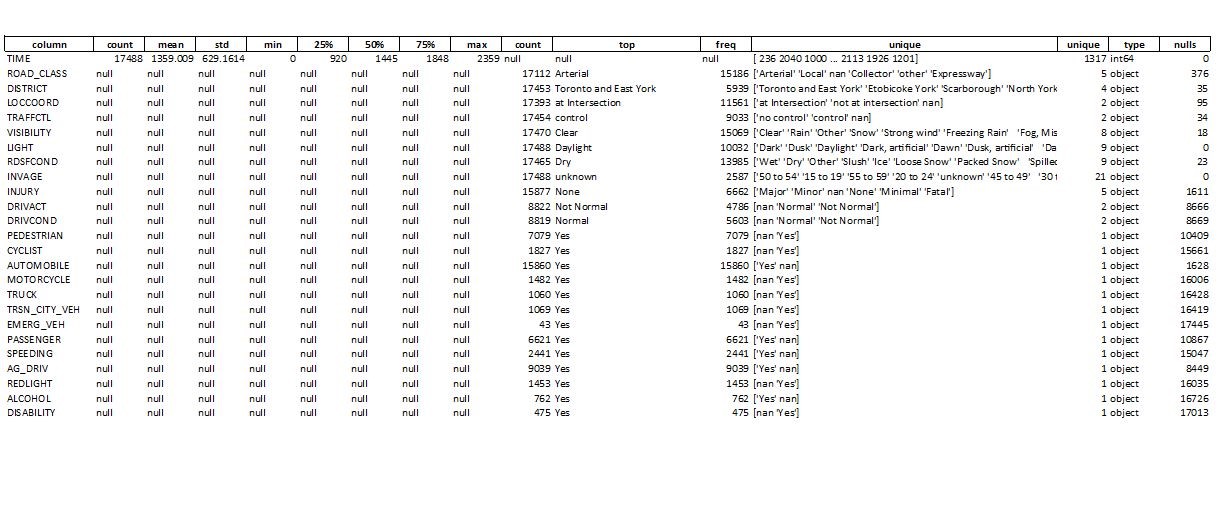 column count mean std min 25% 50% 75% max count top freq unique unique type nulls
TIME 17488 1359.009 629.1614 0 920 1445 1848 2359 null null null [ 236 2040 1000 ... 2113 1926 1201] 1317 int64 0
ROAD_CLASS null null null null null null null null 17112 Arterial 15186 ['Arterial' 'Local' nan 'Collector' 'other' 'Expressway'] 5 object 376
DISTRICT null null null null null null null null 17453 Toronto and East York 5939 ['Toronto and East York' 'Etobicoke York' 'Scarborough' 'North York 4 object 35
LOCCOORD null null null null null null null null 17393 at Intersection 11561 ['at Intersection' 'not at intersection' nan] 2 object 95
TRAFFCTL null null null null null null null null 17454 control 9033 ['no control' 'control' nan] 2 object 34
VISIBILITY null null null null null null null null 17470 Clear 15069 ['Clear' 'Rain' 'Other' 'Snow' 'Strong wind' 'Freezing Rain' 'Fog, Mis 8 object 18
LIGHT null null null null null null null null 17488 Daylight 10032 ['Dark' 'Dusk' 'Daylight' 'Dark, artificial' 'Dawn' 'Dusk, artificial' 'Da 9 object 0
RDSFCOND null null null null null null null null 17465 Dry 13985 ['Wet' 'Dry' 'Other' 'Slush' 'Ice' 'Loose Snow' 'Packed Snow' 'Spilled 9 object 23
INVAGE null null null null null null null null 17488 unknown 2587 ['50 to 54' '15 to 19' '55 to 59' '20 to 24' 'unknown' '45 to 49' '30 t 21 object 0
INJURY null null null null null null null null 15877 None 6662 ['Major' 'Minor' nan 'None' 'Minimal' 'Fatal'] 5 object 1611
DRIVACT null null null null null null null null 8822 Not Normal 4786 [nan 'Normal' 'Not Normal'] 2 object 8666
DRIVCOND null null null null null null null null 8819 Normal 5603 [nan 'Normal' 'Not Normal'] 2 object 8669
PEDESTRIAN null null null null null null null null 7079 Yes 7079 [nan 'Yes'] 1 object 10409
CYCLIST null null null null null null null null 1827 Yes 1827 [nan 'Yes'] 1 object 15661
AUTOMOBILE null null null null null null null null 15860 Yes 15860 ['Yes' nan] 1 object 1628
MOTORCYCLE null null null null null null null null 1482 Yes 1482 [nan 'Yes'] 1 object 16006
TRUCK null null null null null null null null 1060 Yes 1060 [nan 'Yes'] 1 object 16428
TRSN_CITY_VEH null null null null null null null null 1069 Yes 1069 [nan 'Yes'] 1 object 16419
EMERG_VEH null null null null null null null null 43 Yes 43 [nan 'Yes'] 1 object 17445
PASSENGER null null null null null null null null 6621 Yes 6621 ['Yes' nan] 1 object 10867
SPEEDING null null null null null null null null 2441 Yes 2441 ['Yes' nan] 1 object 15047
AG_DRIV null null null null null null null null 9039 Yes 9039 ['Yes' nan] 1 object 8449
REDLIGHT null null null null null null null null 1453 Yes 1453 [nan 'Yes'] 1 object 16035
ALCOHOL null null null null null null null null 762 Yes 762 ['Yes' nan] 1 object 16726
DISABILITY null null null null null null null null 475 Yes 475 [nan 'Yes'] 1 object 17013